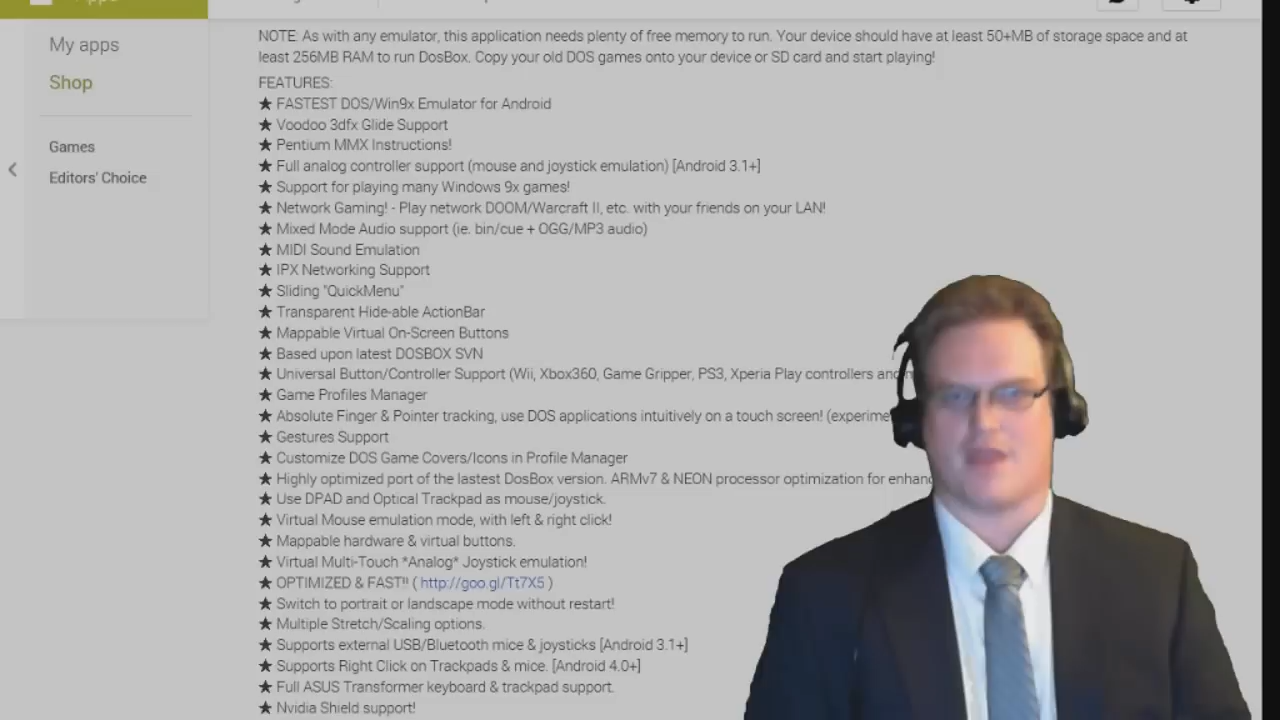 My apps
Shop
Games
Editors' Choice
NOTE: As with any emulator, this application needs plenty of free memory to run. Your device should have at least 50+MB of storage space and at
least 256MB RAM to run DosBox. Copy your old DOS games onto your device or SD card and start playing!
FEATURES:
★ FASTEST DOS/Win9x Emulator for Android
★ Voodoo 3dfx Glide Support
★ Pentium MMX Instructions!
★ Full analog controller support (mouse and joystick emulation) [Android 3.1+]
★ Support for playing many Windows 9x games!
★ Network Gaming! - Play network DOOM/Warcraft II, etc. with your friends on your LAN!
★ Mixed Mode Audio support (ie. bin/cue + OGG/MP3 audio)
★ MIDI Sound Emulation
★ IPX Networking Support
★ Sliding "QuickMenu"
★ Transparent Hide-able ActionBar
★ Mappable Virtual On-Screen Buttons
★ Based upon latest DOSBOX SVN
★ Universal Button/Controller Support (Wii, Xbox360, Game Gripper, PS3, Xperia Play controllers and
★ Game Profiles Manager
★ Absolute Finger & Pointer tracking, use DOS applications intuitively on a touch screen! (experime
★ Gestures Support
★ Customize DOS Game Covers/Icons in Profile Manager
★ Highly optimized port of the lastest DosBox version. ARMv7 & NEON processor optimization for enhanc
★ Use DPAD and Optical Trackpad as mouse/joystick.
★ Virtual Mouse emulation mode, with left & right click!
★ Mappable hardware & virtual buttons.
★ Virtual Multi-Touch *Analog* Joystick emulation!
★ OPTIMIZED & FAST!! ( http://goo.gl/Tt7X5 )
★ Switch to portrait or landscape mode without restart!
★ Multiple Stretch/Scaling options.
★ Supports external USB/Bluetooth mice & joysticks [Android 3.1+]
★ Supports Right Click on Trackpads & mice. [Android 4.0+]
★ Full ASUS Transformer keyboard & trackpad support.
★ Nvidia Shield support!